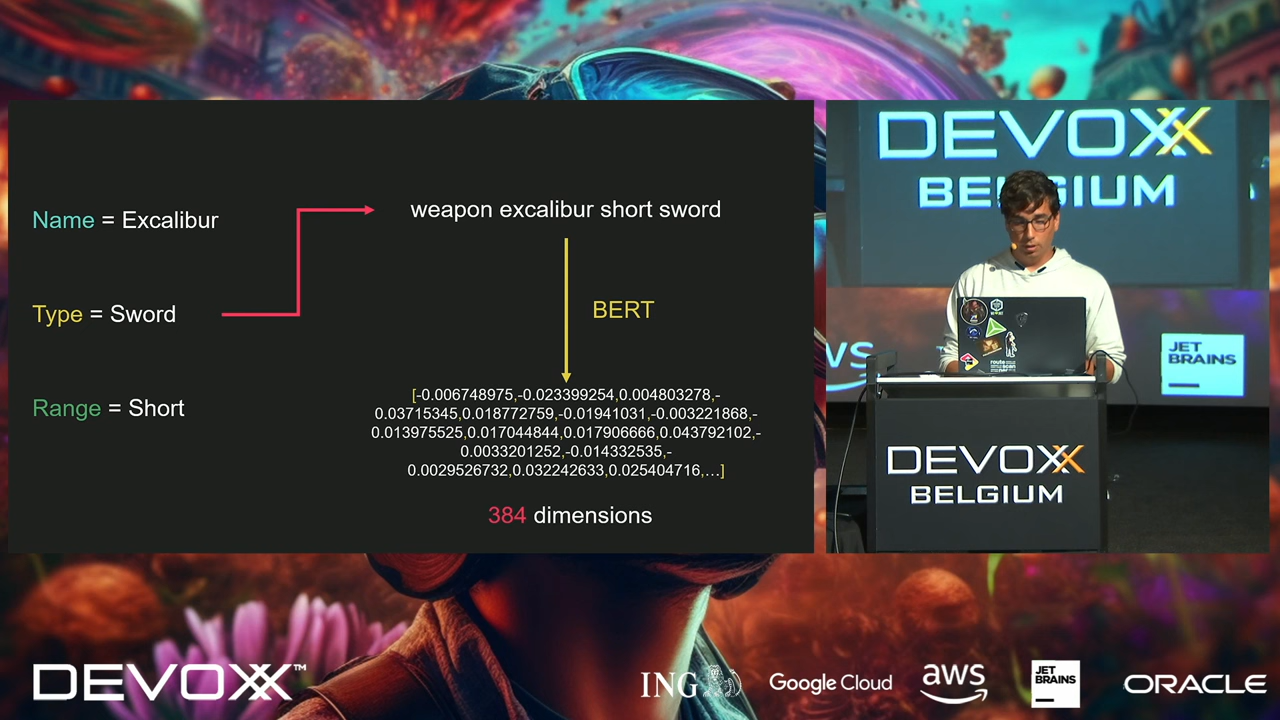 Name = Excalibur
Type = Sword
Range = Short
weapon excalibur short sword
BERT
[-0.006748975,-0.023399254,0.004803278,-
0.03715345,0.018772759,-0.01941031,-0.003221868,-
0.013975525,0.017044844,0.017906666,0.043792102,-
0.0033201252,-0.014332535,-
0.0029526732,0.032242633,0.025404716,…]
384 dimensions
DEVOXX
BELGIUM
aws
JET
BRAINS
DEVOXX
BELGIUM
DEVOXX™
ING
Google Cloud
aws
JET
BRAINS
ORACLE